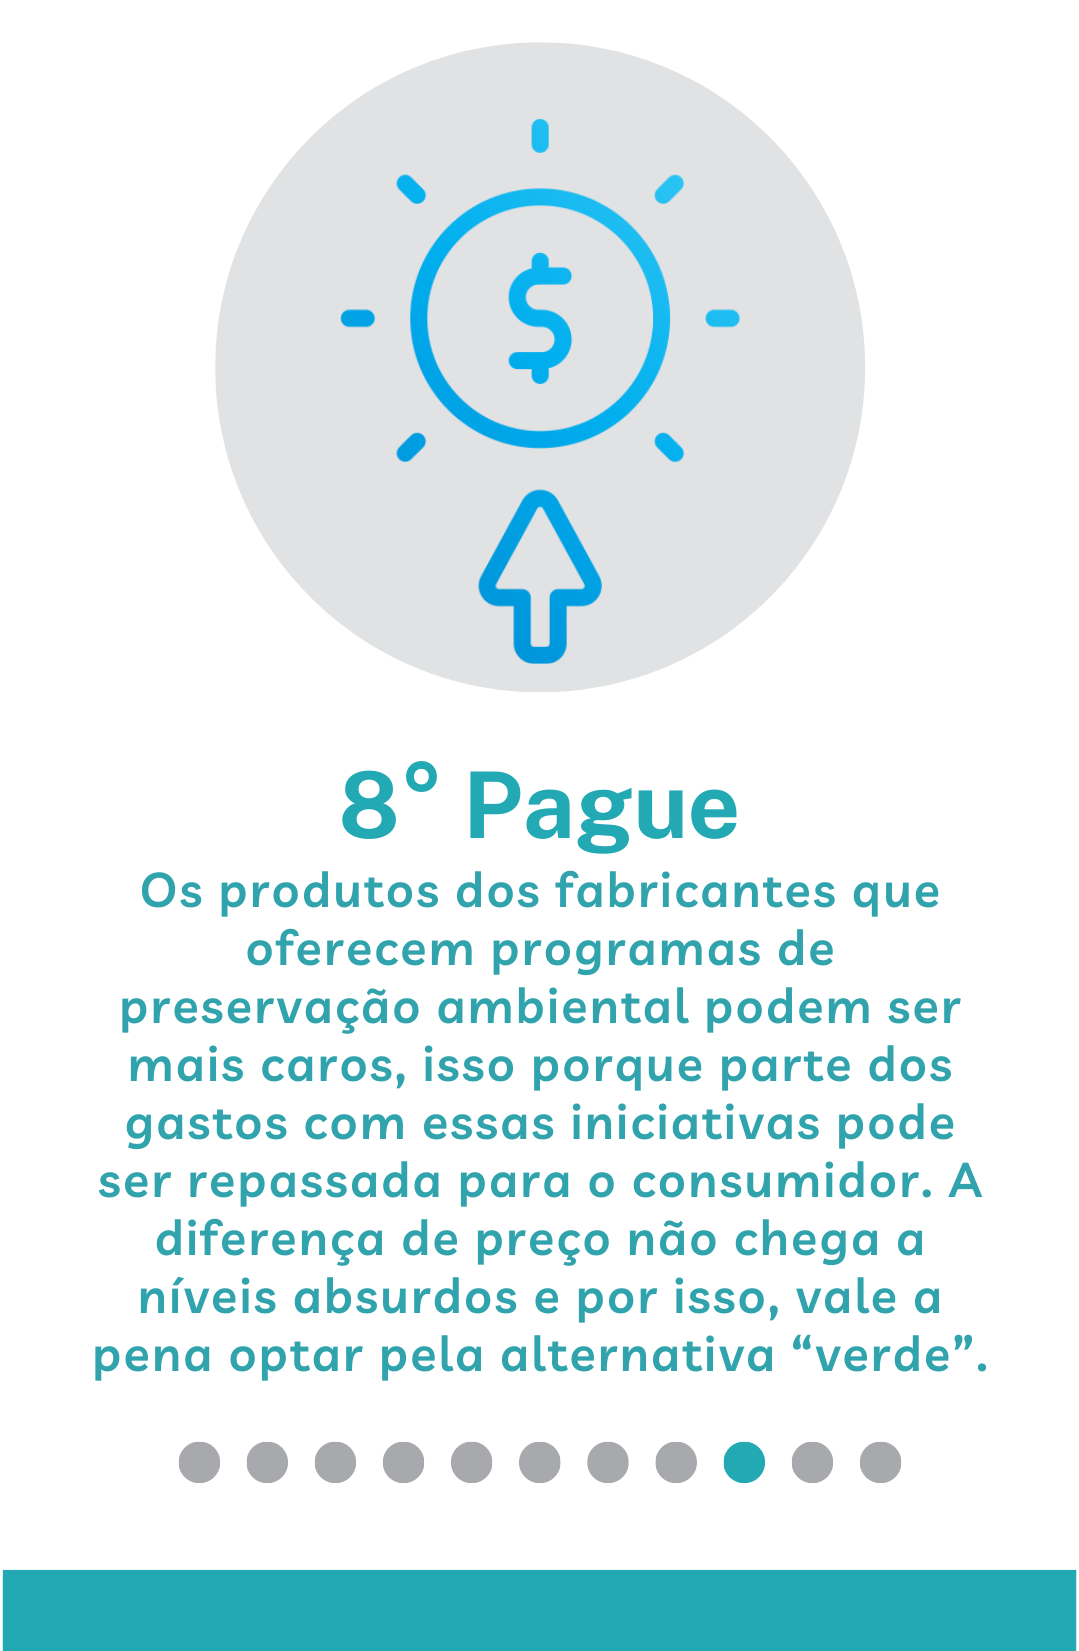 $
8° Pague
Os produtos dos fabricantes que
oferecem programas de
preservação ambiental podem ser
mais caros, isso porque parte dos
gastos com essas iniciativas pode
ser repassada para o consumidor. A
diferença de preço não chega a
níveis absurdos e por isso, vale a
pena optar pela alternativa “verde”.